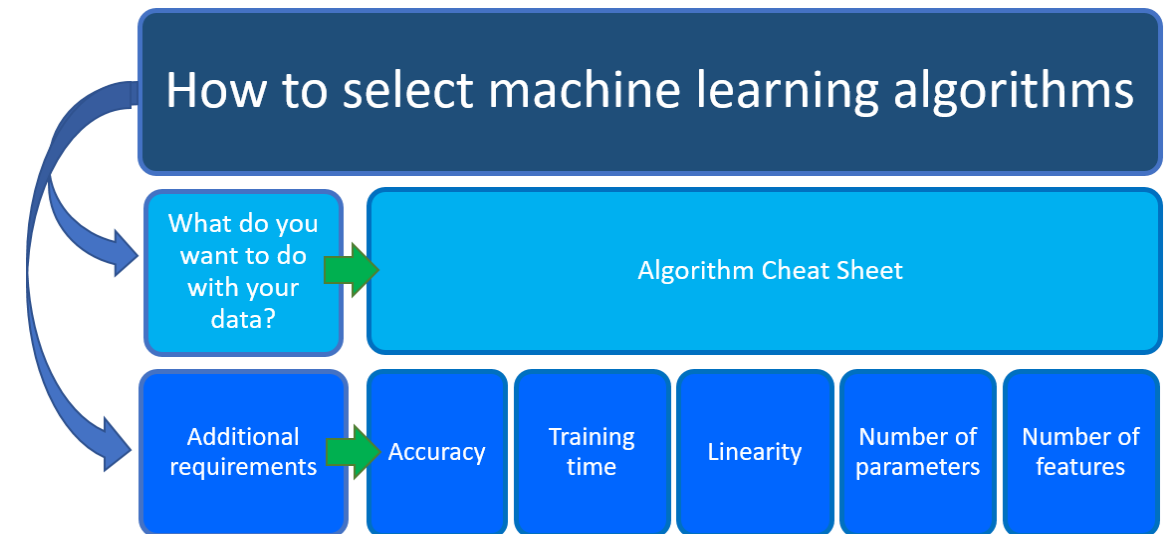 How to select machine learning algorithms
What do you
want to do
with your
data?
Algorithm Cheat Sheet
Additional
requirements
Accuracy
Training
time
Linearity
Number of
parameters
Number of
features